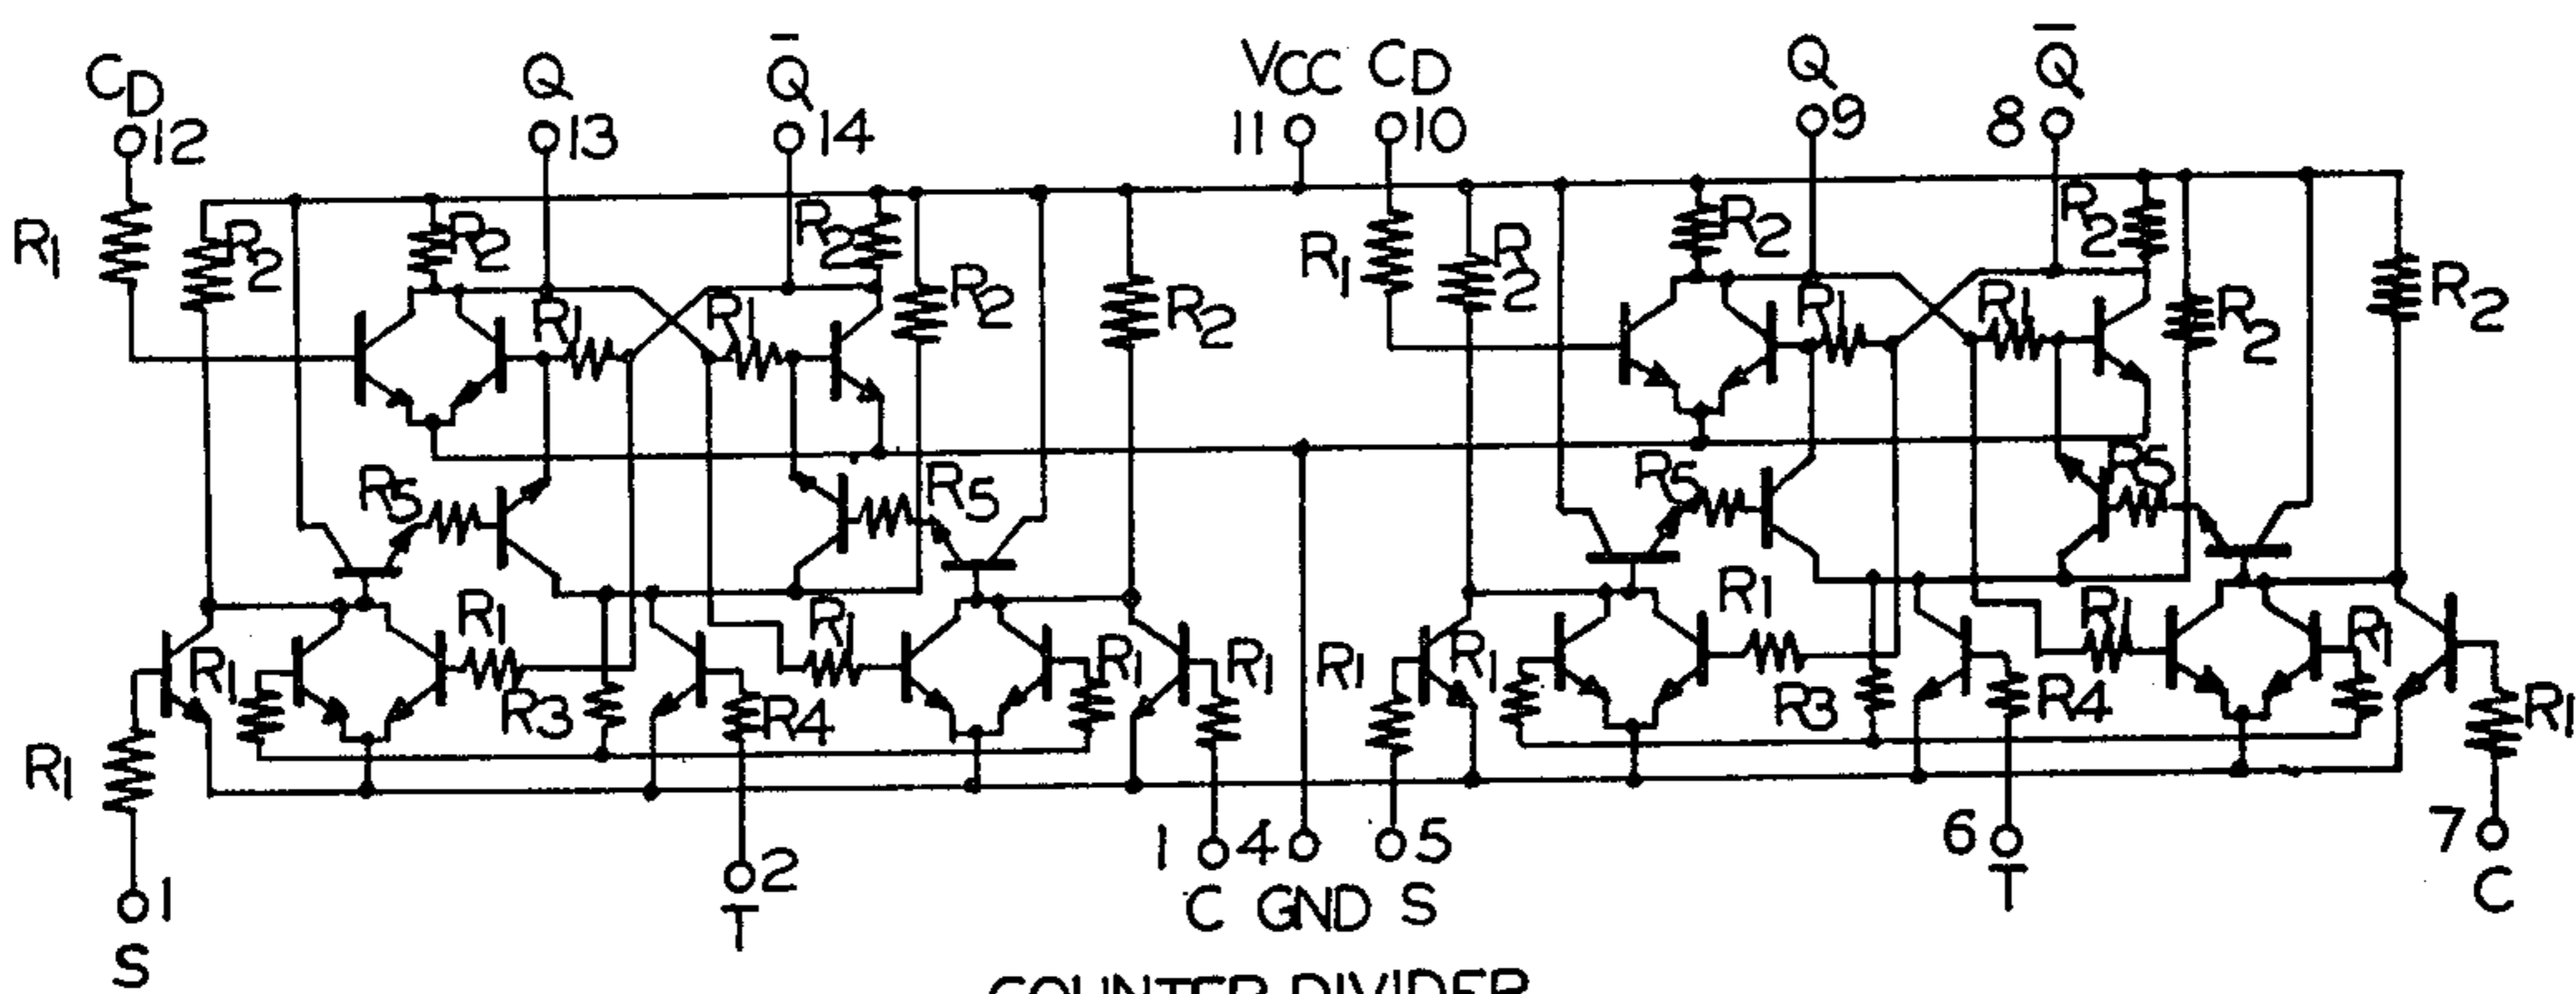 CD Q Q̅ VCC CD Q Q̅
12 13 14 11 10 9 8
R1 R2 R2 R2 R2 R2 R1 R2 R2 R2 R2 R2
R1 R1 R1 R1
R5 R5 R5 R5
R1 R1 R1 R1 R1 R1 R1 R1 R1 R1
R3 R4 R3 R4
R1 R1
1 2 1 4 5 6 7
S T C GND S T C
COUNTER DIVIDER